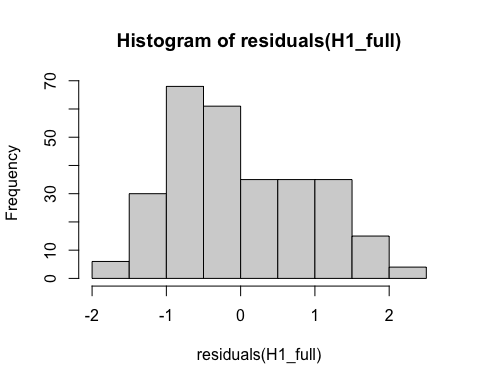 Histogram of residuals(H1_full)
Frequency
70
50
30
10
0
-2 -1 0 1 2
residuals(H1_full)